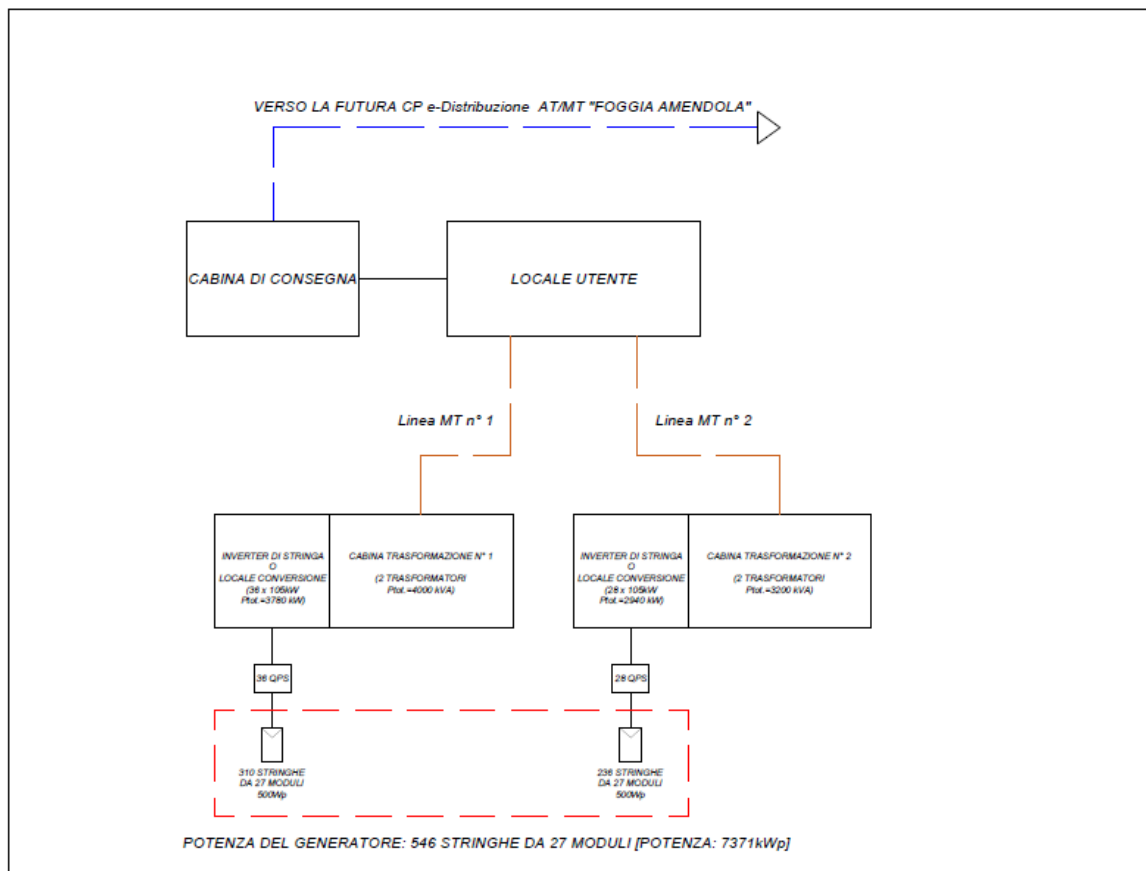 VERSO LA FUTURA CP e-Distribuzione AT/MT "FOGGIA AMENDOLA"
CABINA DI CONSEGNA
LOCALE UTENTE
Linea MT n° 1
Linea MT n° 2
INVERTER DI STRINGA
O
LOCALE CONVERSIONE
(36 x 105kW
Ptot.=3780 kW)
CABINA TRASFORMAZIONE N° 1
(2 TRASFORMATORI
Ptot.=4000 kVA)
INVERTER DI STRINGA
O
LOCALE CONVERSIONE
(28 x 105kW
Ptot.=2940 kW)
CABINA TRASFORMAZIONE N° 2
(2 TRASFORMATORI
Ptot.=3200 kVA)
36 QPS
28 QPS
310 STRINGHE
DA 27 MODULI
500Wp
236 STRINGHE
DA 27 MODULI
500Wp
POTENZA DEL GENERATORE: 546 STRINGHE DA 27 MODULI [POTENZA: 7371kWp]